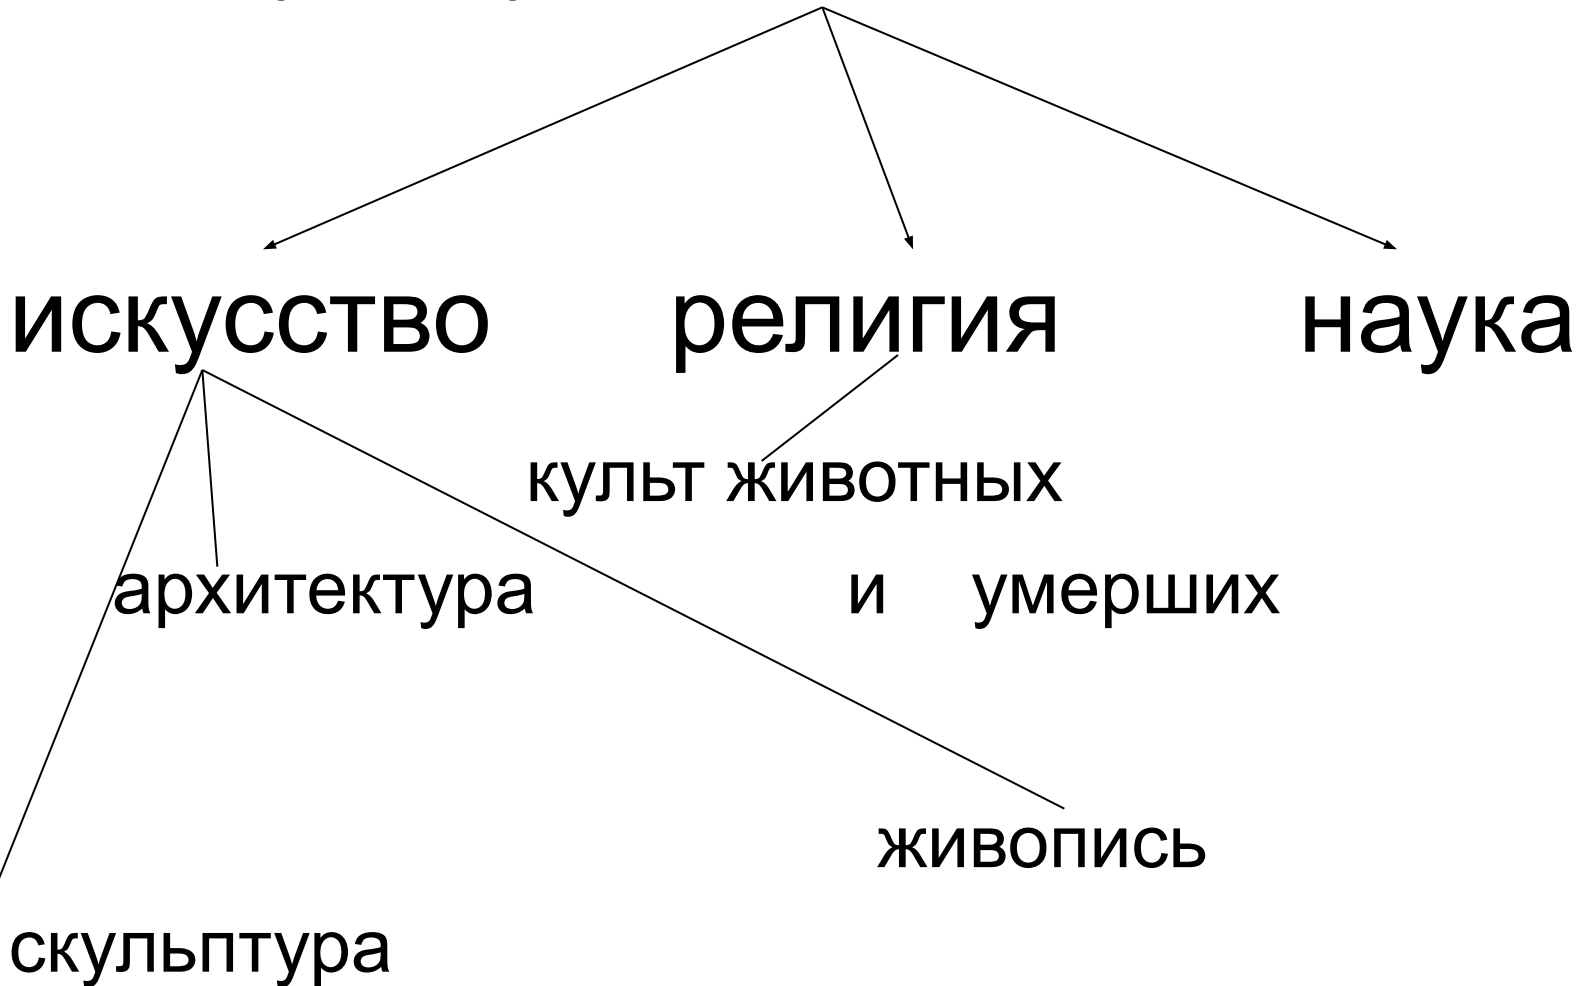 искусство религия наука
культ животных
архитектура и умерших
живопись
скульптура